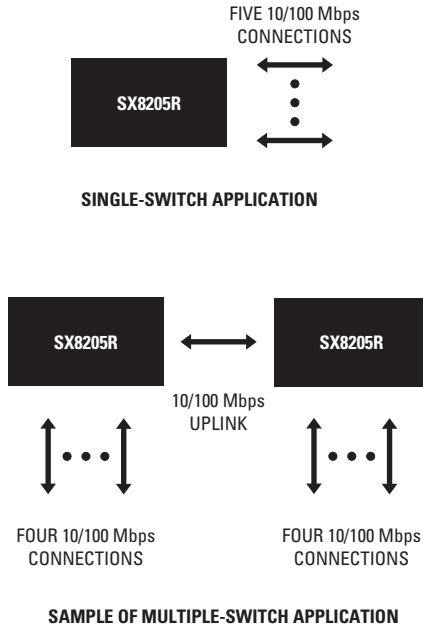 FIVE 10/100 Mbps
CONNECTIONS
SX8205R
SINGLE-SWITCH APPLICATION
SX8205R
SX8205R
10/100 Mbps
UPLINK
FOUR 10/100 Mbps
CONNECTIONS
FOUR 10/100 Mbps
CONNECTIONS
SAMPLE OF MULTIPLE-SWITCH APPLICATION